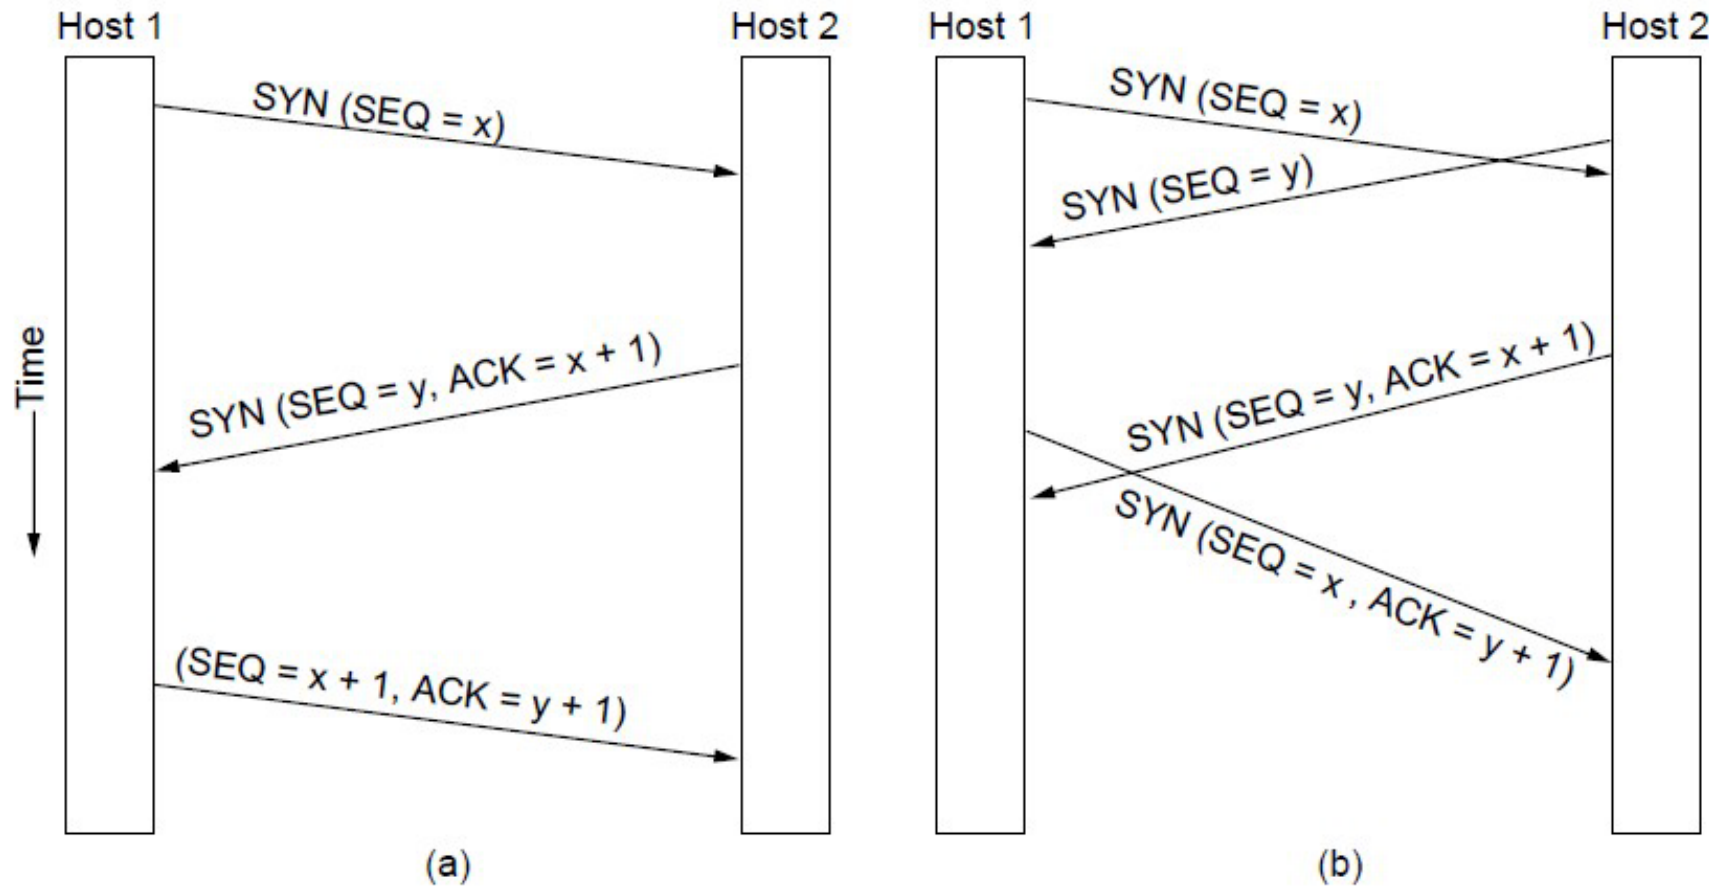 Host 1
Host 2
SYN (SEQ = x)
SYN (SEQ = y, ACK = x + 1)
(SEQ = x + 1, ACK = y + 1)
Time
(a)
Host 1
Host 2
SYN (SEQ = x)
SYN (SEQ = y)
SYN (SEQ = y, ACK = x + 1)
SYN (SEQ = x , ACK = y + 1)
(b)